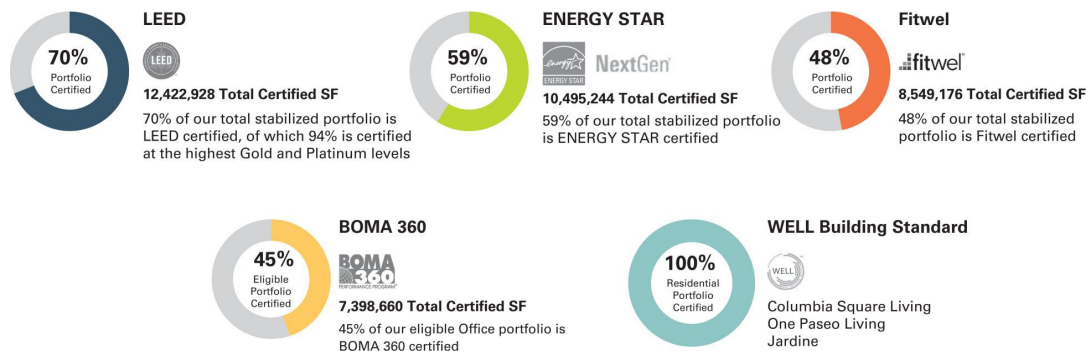 LEED
70%
Portfolio
Certified
LEED
12,422,928 Total Certified SF
70% of our total stabilized portfolio is
LEED certified, of which 94% is certified
at the highest Gold and Platinum levels
ENERGY STAR
59%
Portfolio
Certified
energy
ENERGY STAR
NextGen
10,495,244 Total Certified SF
59% of our total stabilized portfolio
is ENERGY STAR certified
Fitwel
48%
Portfolio
Certified
fitwel
8,549,176 Total Certified SF
48% of our total stabilized
portfolio is Fitwel certified
BOMA 360
45%
Eligible
Portfolio
Certified
BOMA
360
PERFORMANCE PROGRAM
7,398,660 Total Certified SF
45% of our eligible Office portfolio is
BOMA 360 certified
WELL Building Standard
100%
Residential
Portfolio
Certified
WELL
Columbia Square Living
One Paseo Living
Jardine